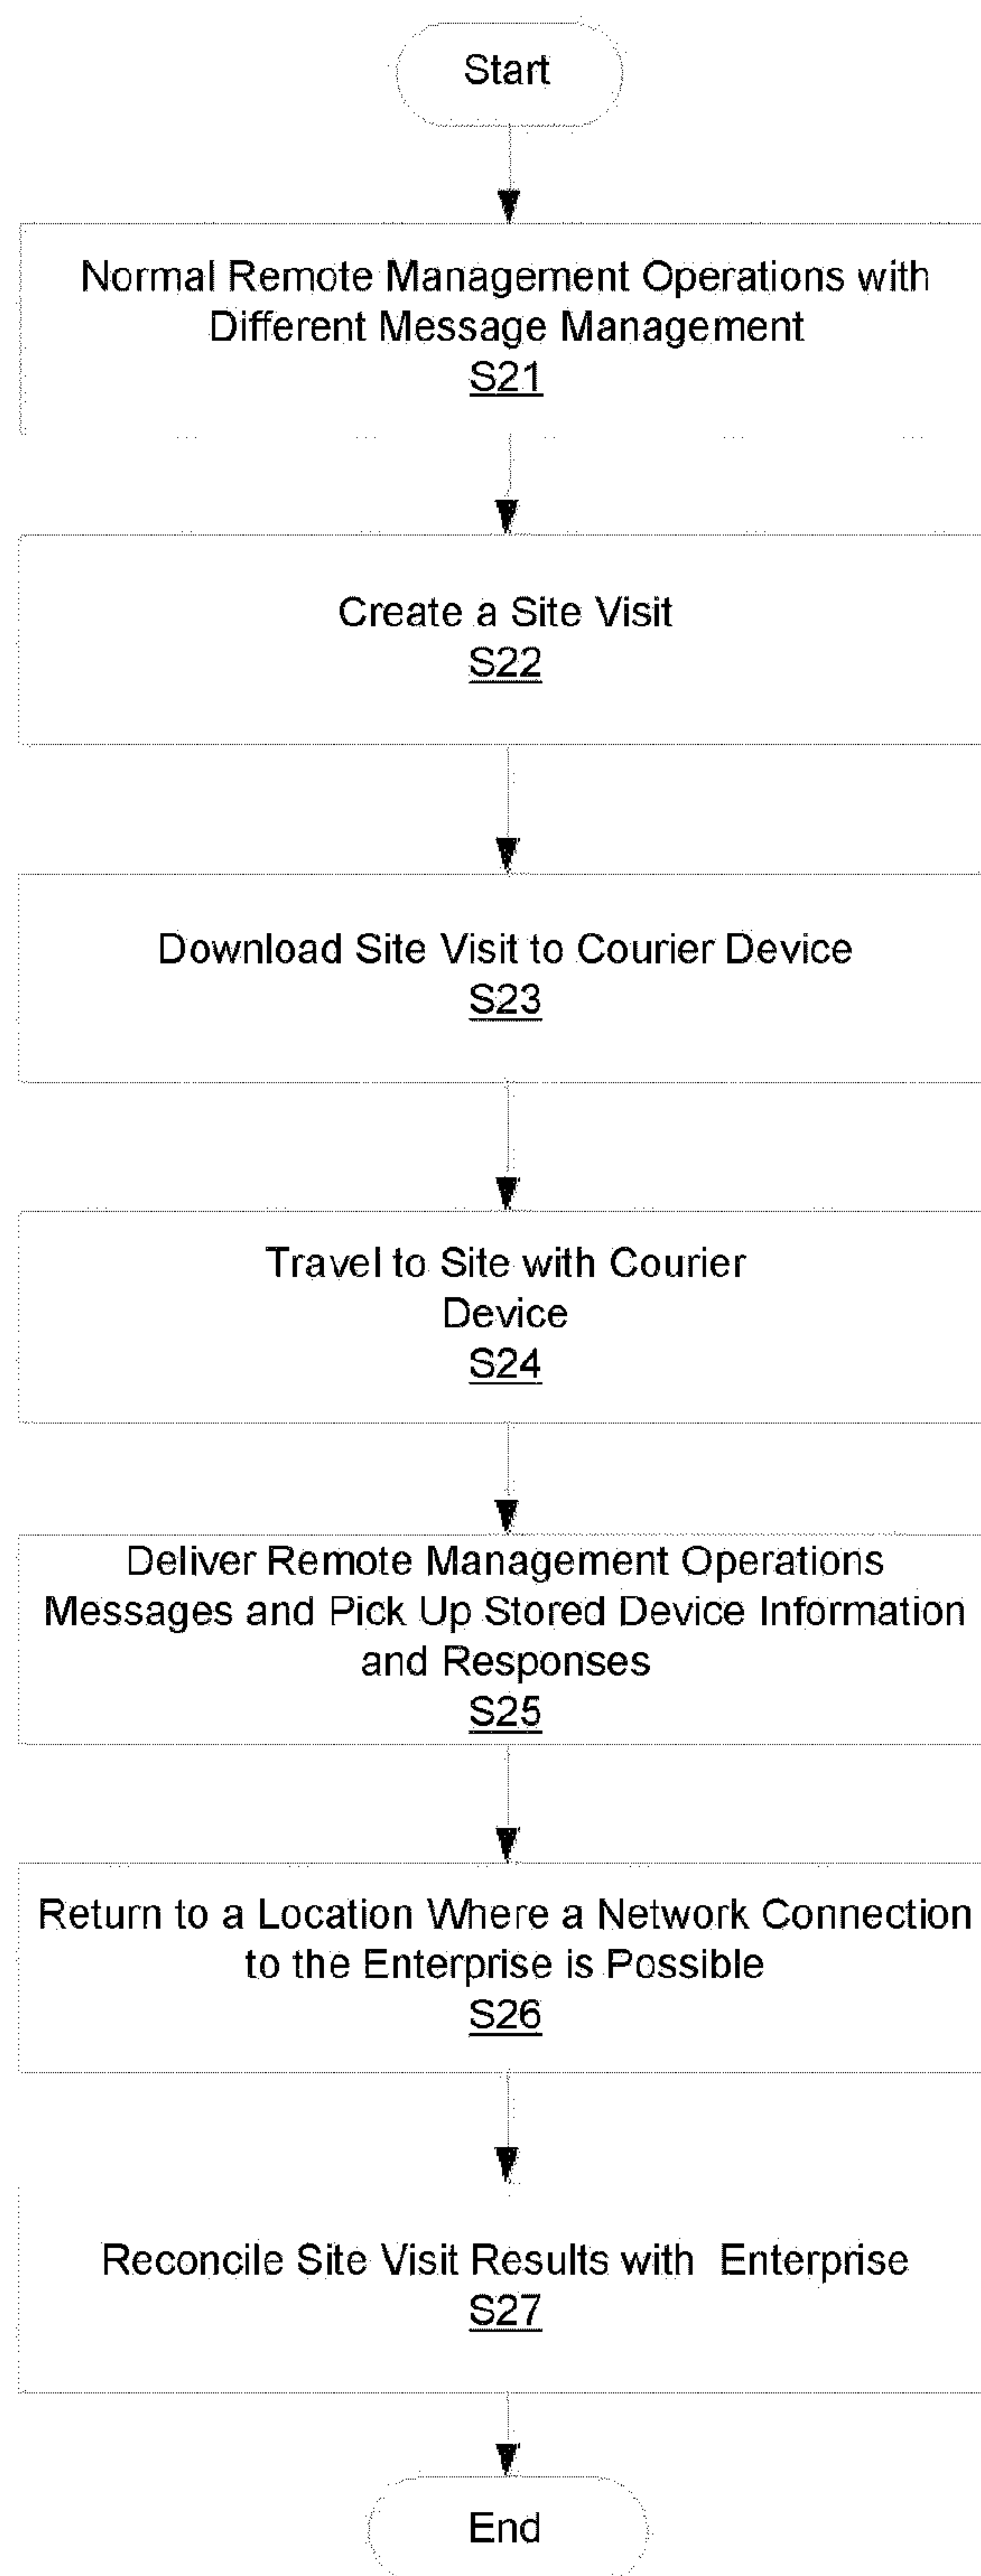 Start
Normal Remote Management Operations with
Different Message Management
S21
Create a Site Visit
S22
Download Site Visit to Courier Device
S23
Travel to Site with Courier
Device
S24
Deliver Remote Management Operations
Messages and Pick Up Stored Device Information
and Responses
S25
Return to a Location Where a Network Connection
to the Enterprise is Possible
S26
Reconcile Site Visit Results with Enterprise
S27
End